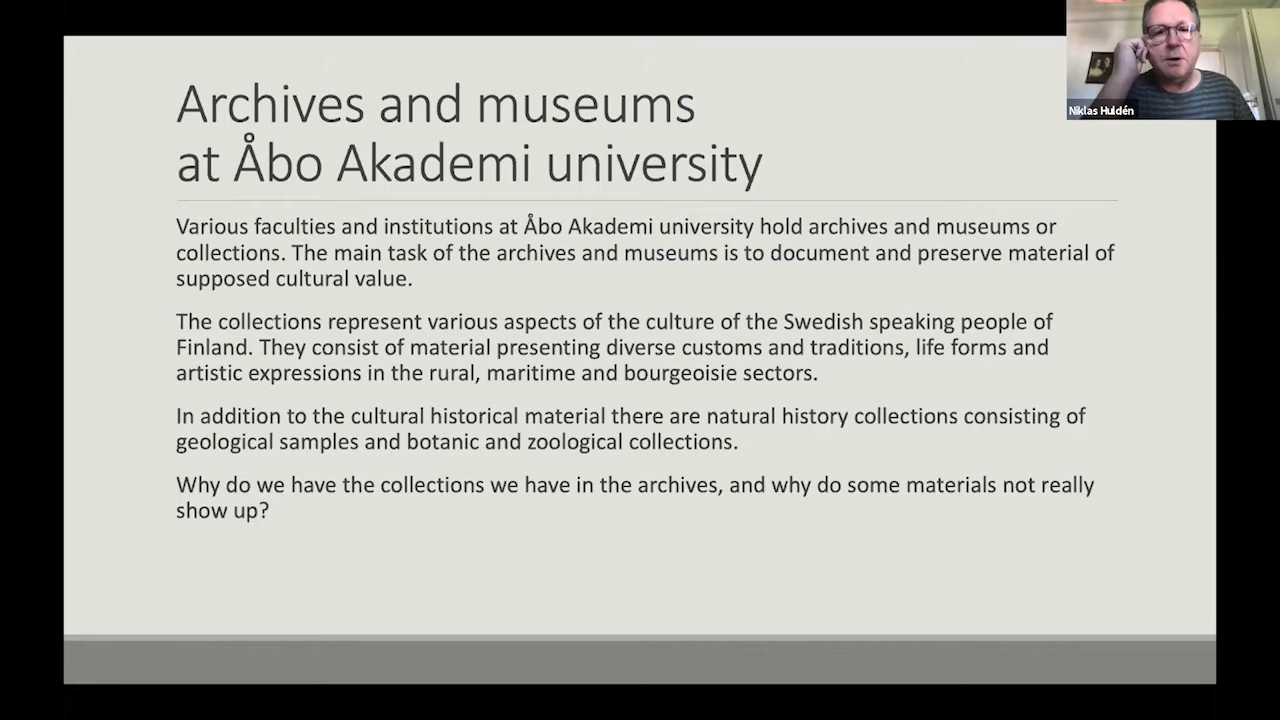 Archives and museums
at Åbo Akademi university
Various faculties and institutions at Åbo Akademi university hold archives and museums or
collections. The main task of the archives and museums is to document and preserve material of
supposed cultural value.
The collections represent various aspects of the culture of the Swedish speaking people of
Finland. They consist of material presenting diverse customs and traditions, life forms and
artistic expressions in the rural, maritime and bourgeoisie sectors.
In addition to the cultural historical material there are natural history collections consisting of
geological samples and botanic and zoological collections.
Why do we have the collections we have in the archives, and why do some materials not really
show up?
Niklas Huldén